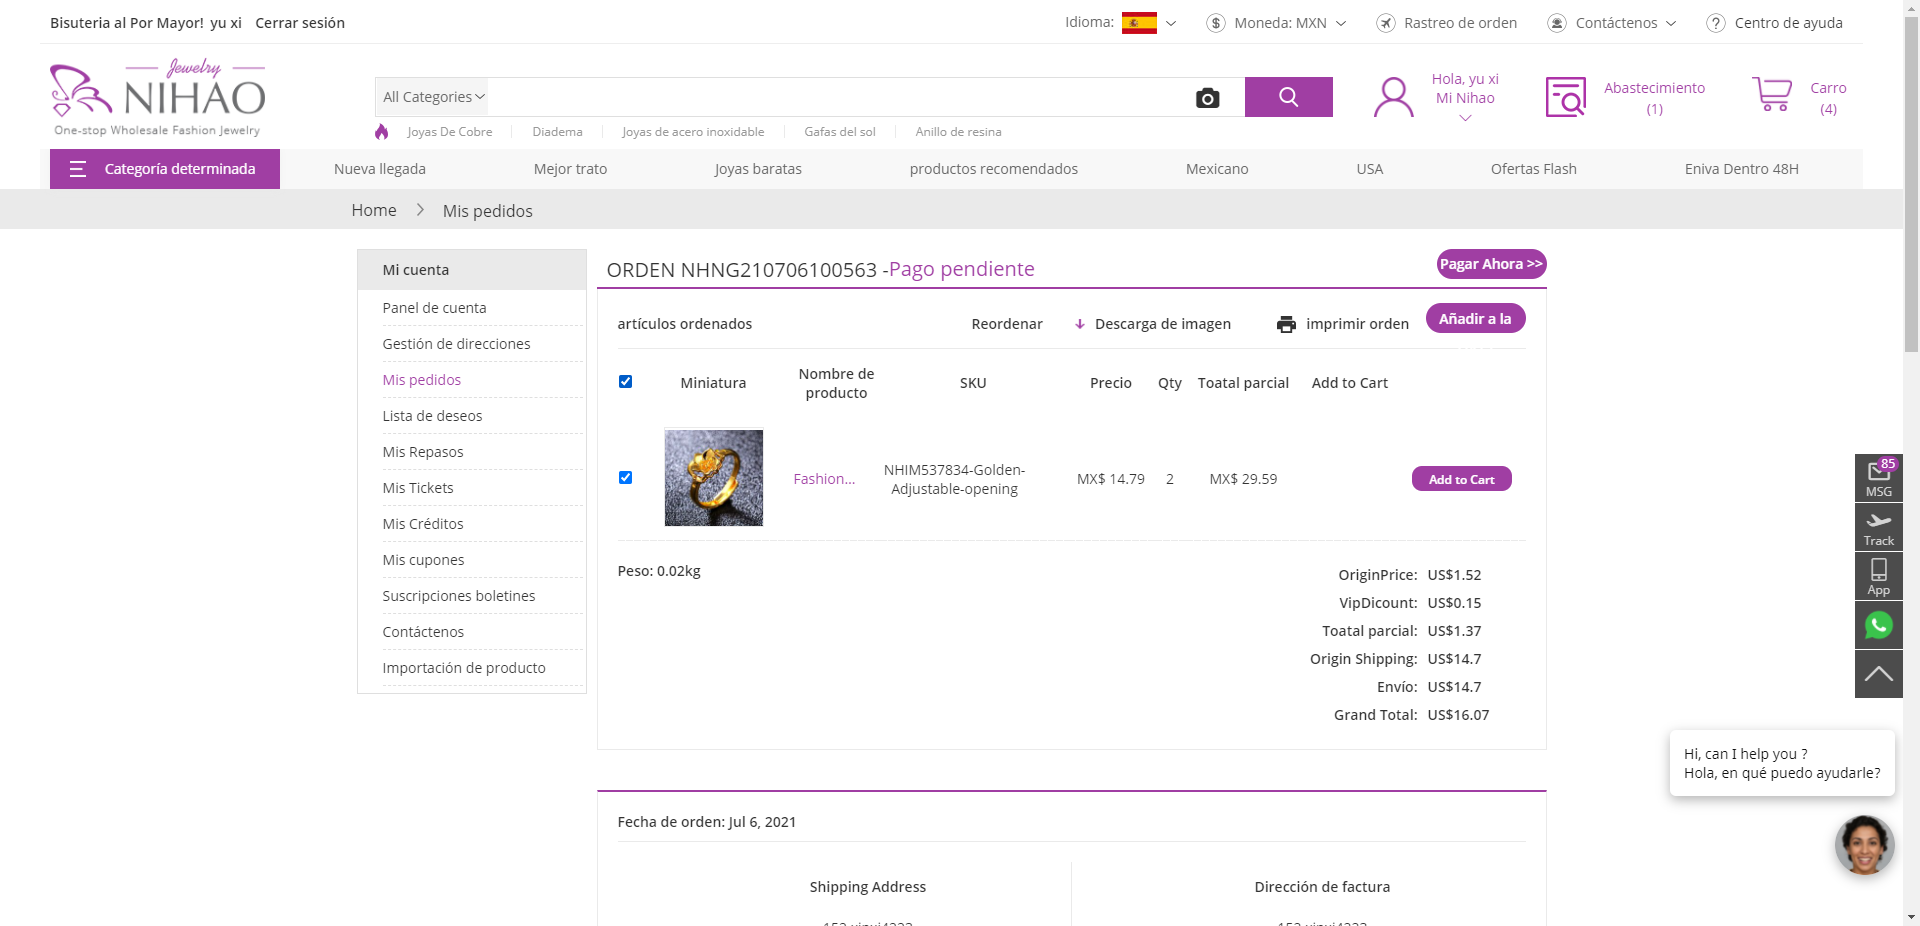 Bisuteria al Por Mayor! yu xi Cerrar sesión
Idioma: Moneda: MXN Rastreo de orden Contáctenos Centro de ayuda
Jewelry
NIHAO
One-stop Wholesale Fashion Jewelry
All Categories
Hola, yu xi
Mi Nihao
Abastecimiento
(1)
Carro
(4)
Joyas De Cobre Diadema Joyas de acero inoxidable Gafas del sol Anillo de resina
Categoría determinada Nueva llegada Mejor trato Joyas baratas productos recomendados Mexicano USA Ofertas Flash Eniva Dentro 48H
Home Mis pedidos
Mi cuenta
Panel de cuenta
Gestión de direcciones
Mis pedidos
Lista de deseos
Mis Repasos
Mis Tickets
Mis Créditos
Mis cupones
Suscripciones boletines
Contáctenos
Importación de producto
ORDEN NHNG210706100563 -Pago pendiente
Pagar Ahora >>
artículos ordenados Reordenar Descarga de imagen imprimir orden Añadir a la
Miniatura Nombre de producto SKU Precio Qty Toatal parcial Add to Cart
Fashion... NHIM537834-Golden-
Adjustable-opening MX$ 14.79 2 MX$ 29.59 Add to Cart
Peso: 0.02kg
OriginPrice: US$1.52
VipDicount: US$0.15
Toatal parcial: US$1.37
Origin Shipping: US$14.7
Envío: US$14.7
Grand Total: US$16.07
Fecha de orden: Jul 6, 2021
Shipping Address Dirección de factura
85
MSG
Track
App
Hi, can I help you ?
Hola, en qué puedo ayudarle?